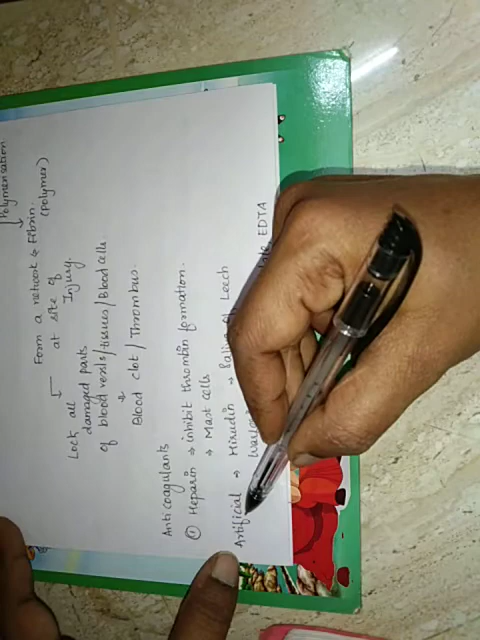 Polymerisation
↓
Form a network of Fibrin.
(Polymer)
at site of Injury.
↓
Lock all
damaged parts
of blood vessels/tissues/Blood cells.
↓
Blood clot / Thrombus.
Anticoagulants
① Heparin → inhibit thrombin formation.
→ Mast cells
Artificial → Hirudin → Saliva of Leech
EDTA